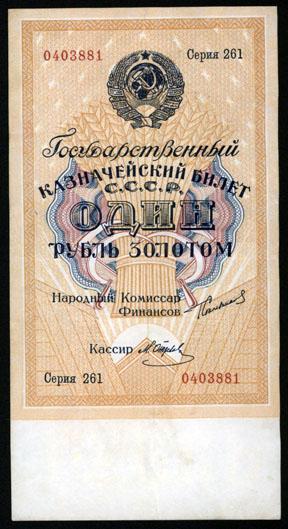 0403881 Серия 261
Государственный
КАЗНАЧЕЙСКИЙ БИЛЕТ
С.С.С.Р.
ОДИН
РУБЛЬ ЗОЛОТОМ
Народный Комиссар
Финансов
Кассир
Серия 261 0403881